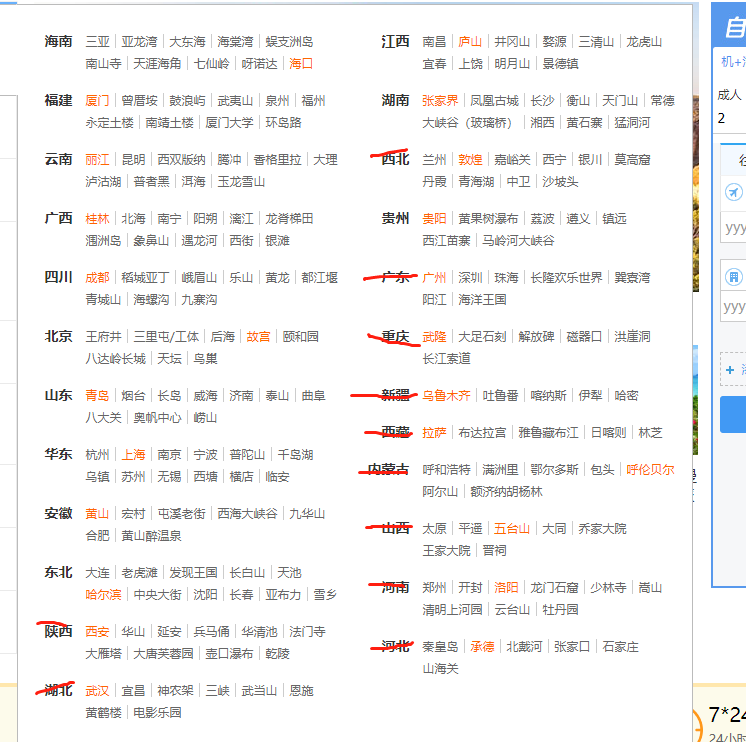 海南 三亚 亚龙湾 大东海 海棠湾 蜈支洲岛
南山寺 天涯海角 七仙岭 呀诺达 海口
福建 厦门 曾厝垵 鼓浪屿 武夷山 泉州 福州
永定土楼 南靖土楼 厦门大学 环岛路
云南 丽江 昆明 西双版纳 腾冲 香格里拉 大理
泸沽湖 普者黑 洱海 玉龙雪山
广西 桂林 北海 南宁 阳朔 漓江 龙脊梯田
涠洲岛 象鼻山 遇龙河 西街 银滩
四川 成都 稻城亚丁 峨眉山 乐山 黄龙 都江堰
青城山 海螺沟 九寨沟
北京 王府井 三里屯/工体 后海 故宫 颐和园
八达岭长城 天坛 鸟巢
山东 青岛 烟台 长岛 威海 济南 泰山 曲阜
八大关 奥帆中心 崂山
华东 杭州 上海 南京 宁波 普陀山 千岛湖
乌镇 苏州 无锡 西塘 横店 临安
安徽 黄山 宏村 屯溪老街 西海大峡谷 九华山
合肥 黄山醉温泉
东北 大连 老虎滩 发现王国 长白山 天池
哈尔滨 中央大街 沈阳 长春 亚布力 雪乡
陕西 西安 华山 延安 兵马俑 华清池 法门寺
大雁塔 大唐芙蓉园 壶口瀑布 乾陵
湖北 武汉 宜昌 神农架 三峡 武当山 恩施
黄鹤楼 电影乐园
江西 南昌 庐山 井冈山 婺源 三清山 龙虎山
宜春 上饶 明月山 景德镇
湖南 张家界 凤凰古城 长沙 衡山 天门山 常德
大峡谷（玻璃桥） 湘西 黄石寨 猛洞河
西北 兰州 敦煌 嘉峪关 西宁 银川 莫高窟
丹霞 青海湖 中卫 沙坡头
贵州 贵阳 黄果树瀑布 荔波 遵义 镇远
西江苗寨 马岭河大峡谷
广东 广州 深圳 珠海 长隆欢乐世界 巽寮湾
阳江 海洋王国
重庆 武隆 大足石刻 解放碑 磁器口 洪崖洞
长江索道
新疆 乌鲁木齐 吐鲁番 喀纳斯 伊犁 哈密
西藏 拉萨 布达拉宫 雅鲁藏布江 日喀则 林芝
内蒙古 呼和浩特 满洲里 鄂尔多斯 包头 呼伦贝尔
阿尔山 额济纳胡杨林
山西 太原 平遥 五台山 大同 乔家大院
王家大院 晋祠
河南 郑州 开封 洛阳 龙门石窟 少林寺 嵩山
清明上河园 云台山 牡丹园
河北 秦皇岛 承德 北戴河 张家口 石家庄
山海关
自
机+
成人
2
往
yyy
yyy
+
7*24
24小时